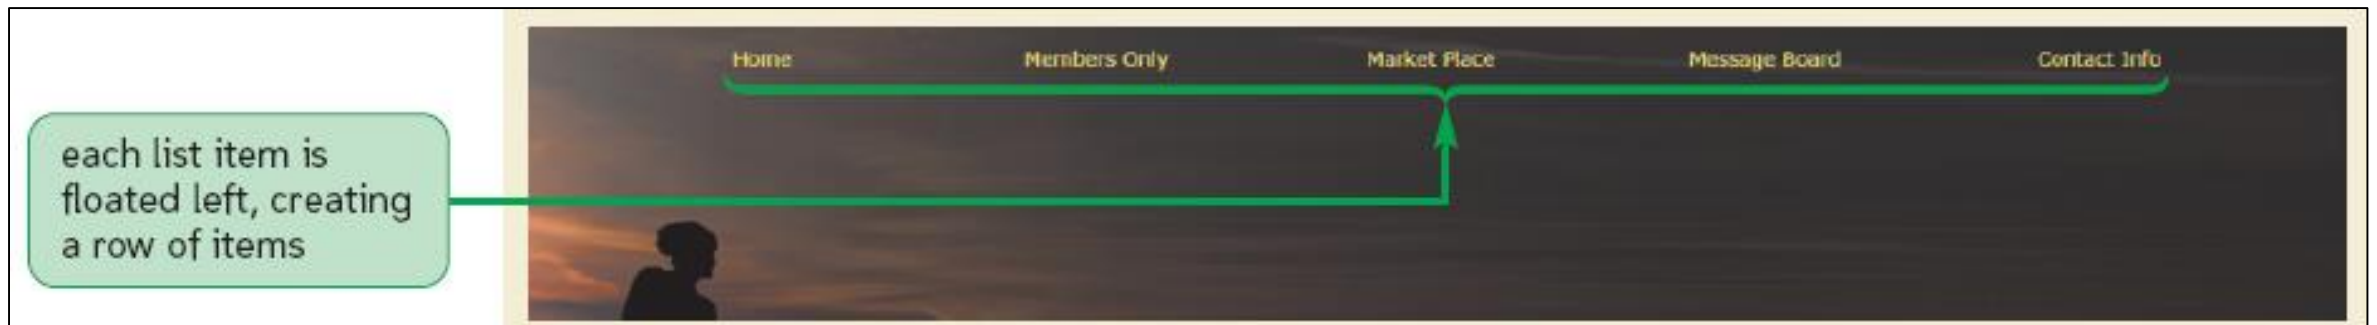 Home Members Only Market Place Message Board Contact Info
each list item is
floated left, creating
a row of items